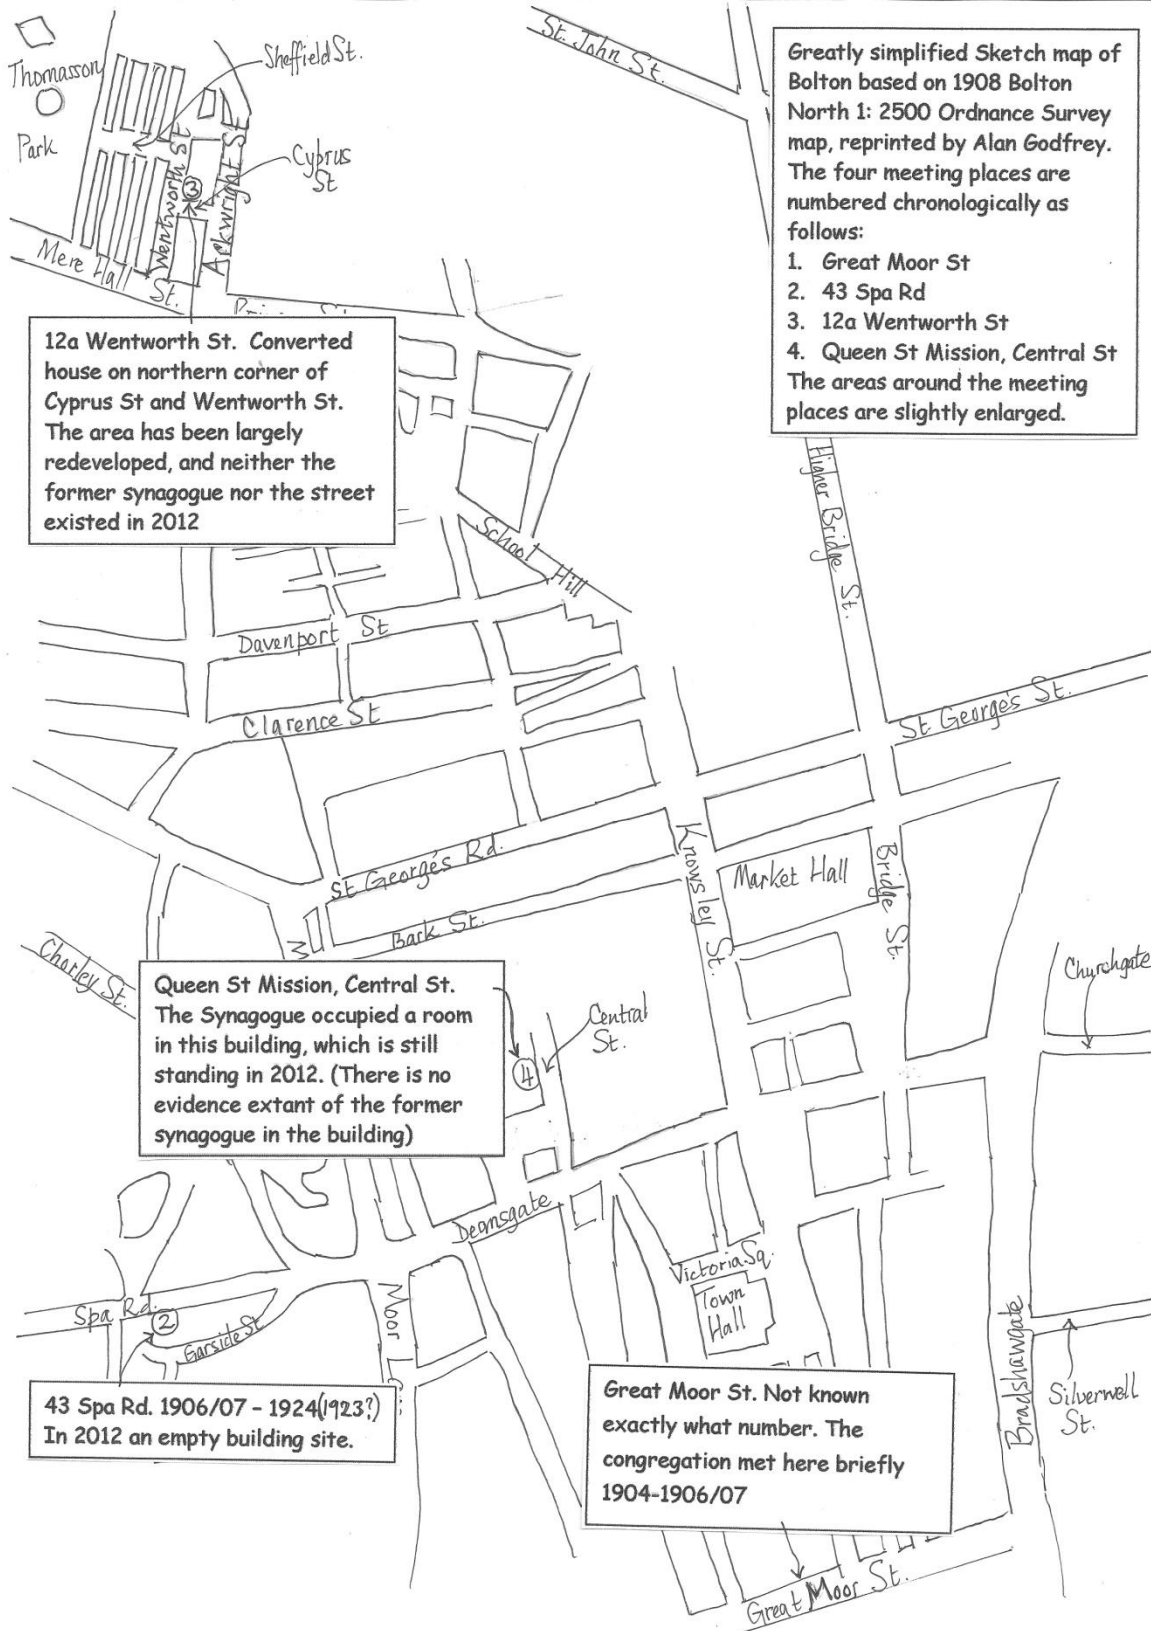 Thomasson
Park
Sheffield St.
Cyprus
St
Wentworth St
Arkwright St
Mere Hall
St.
③
St. John St.
Greatly simplified Sketch map of
Bolton based on 1908 Bolton
North 1: 2500 Ordnance Survey
map, reprinted by Alan Godfrey.
The four meeting places are
numbered chronologically as
follows:
1. Great Moor St
2. 43 Spa Rd
3. 12a Wentworth St
4. Queen St Mission, Central St
The areas around the meeting
places are slightly enlarged.
12a Wentworth St. Converted
house on northern corner of
Cyprus St and Wentworth St.
The area has been largely
redeveloped, and neither the
former synagogue nor the street
existed in 2012
School Hill
Higher Bridge St.
Davenport St
Clarence St
St George's St.
St George's Rd.
Bark St.
Knowsley St.
Market Hall
Bridge St.
Chorley St.
Churchgate
Queen St Mission, Central St.
The Synagogue occupied a room
in this building, which is still
standing in 2012. (There is no
evidence extant of the former
synagogue in the building)
④
Central
St.
Deansgate
Victoria Sq.
Town
Hall
Spa Rd.
②
Garside St
Moor
Bradshawgate
Silverwell
St.
43 Spa Rd. 1906/07 - 1924(1923?)
In 2012 an empty building site.
Great Moor St. Not known
exactly what number. The
congregation met here briefly
1904-1906/07
Great Moor St.